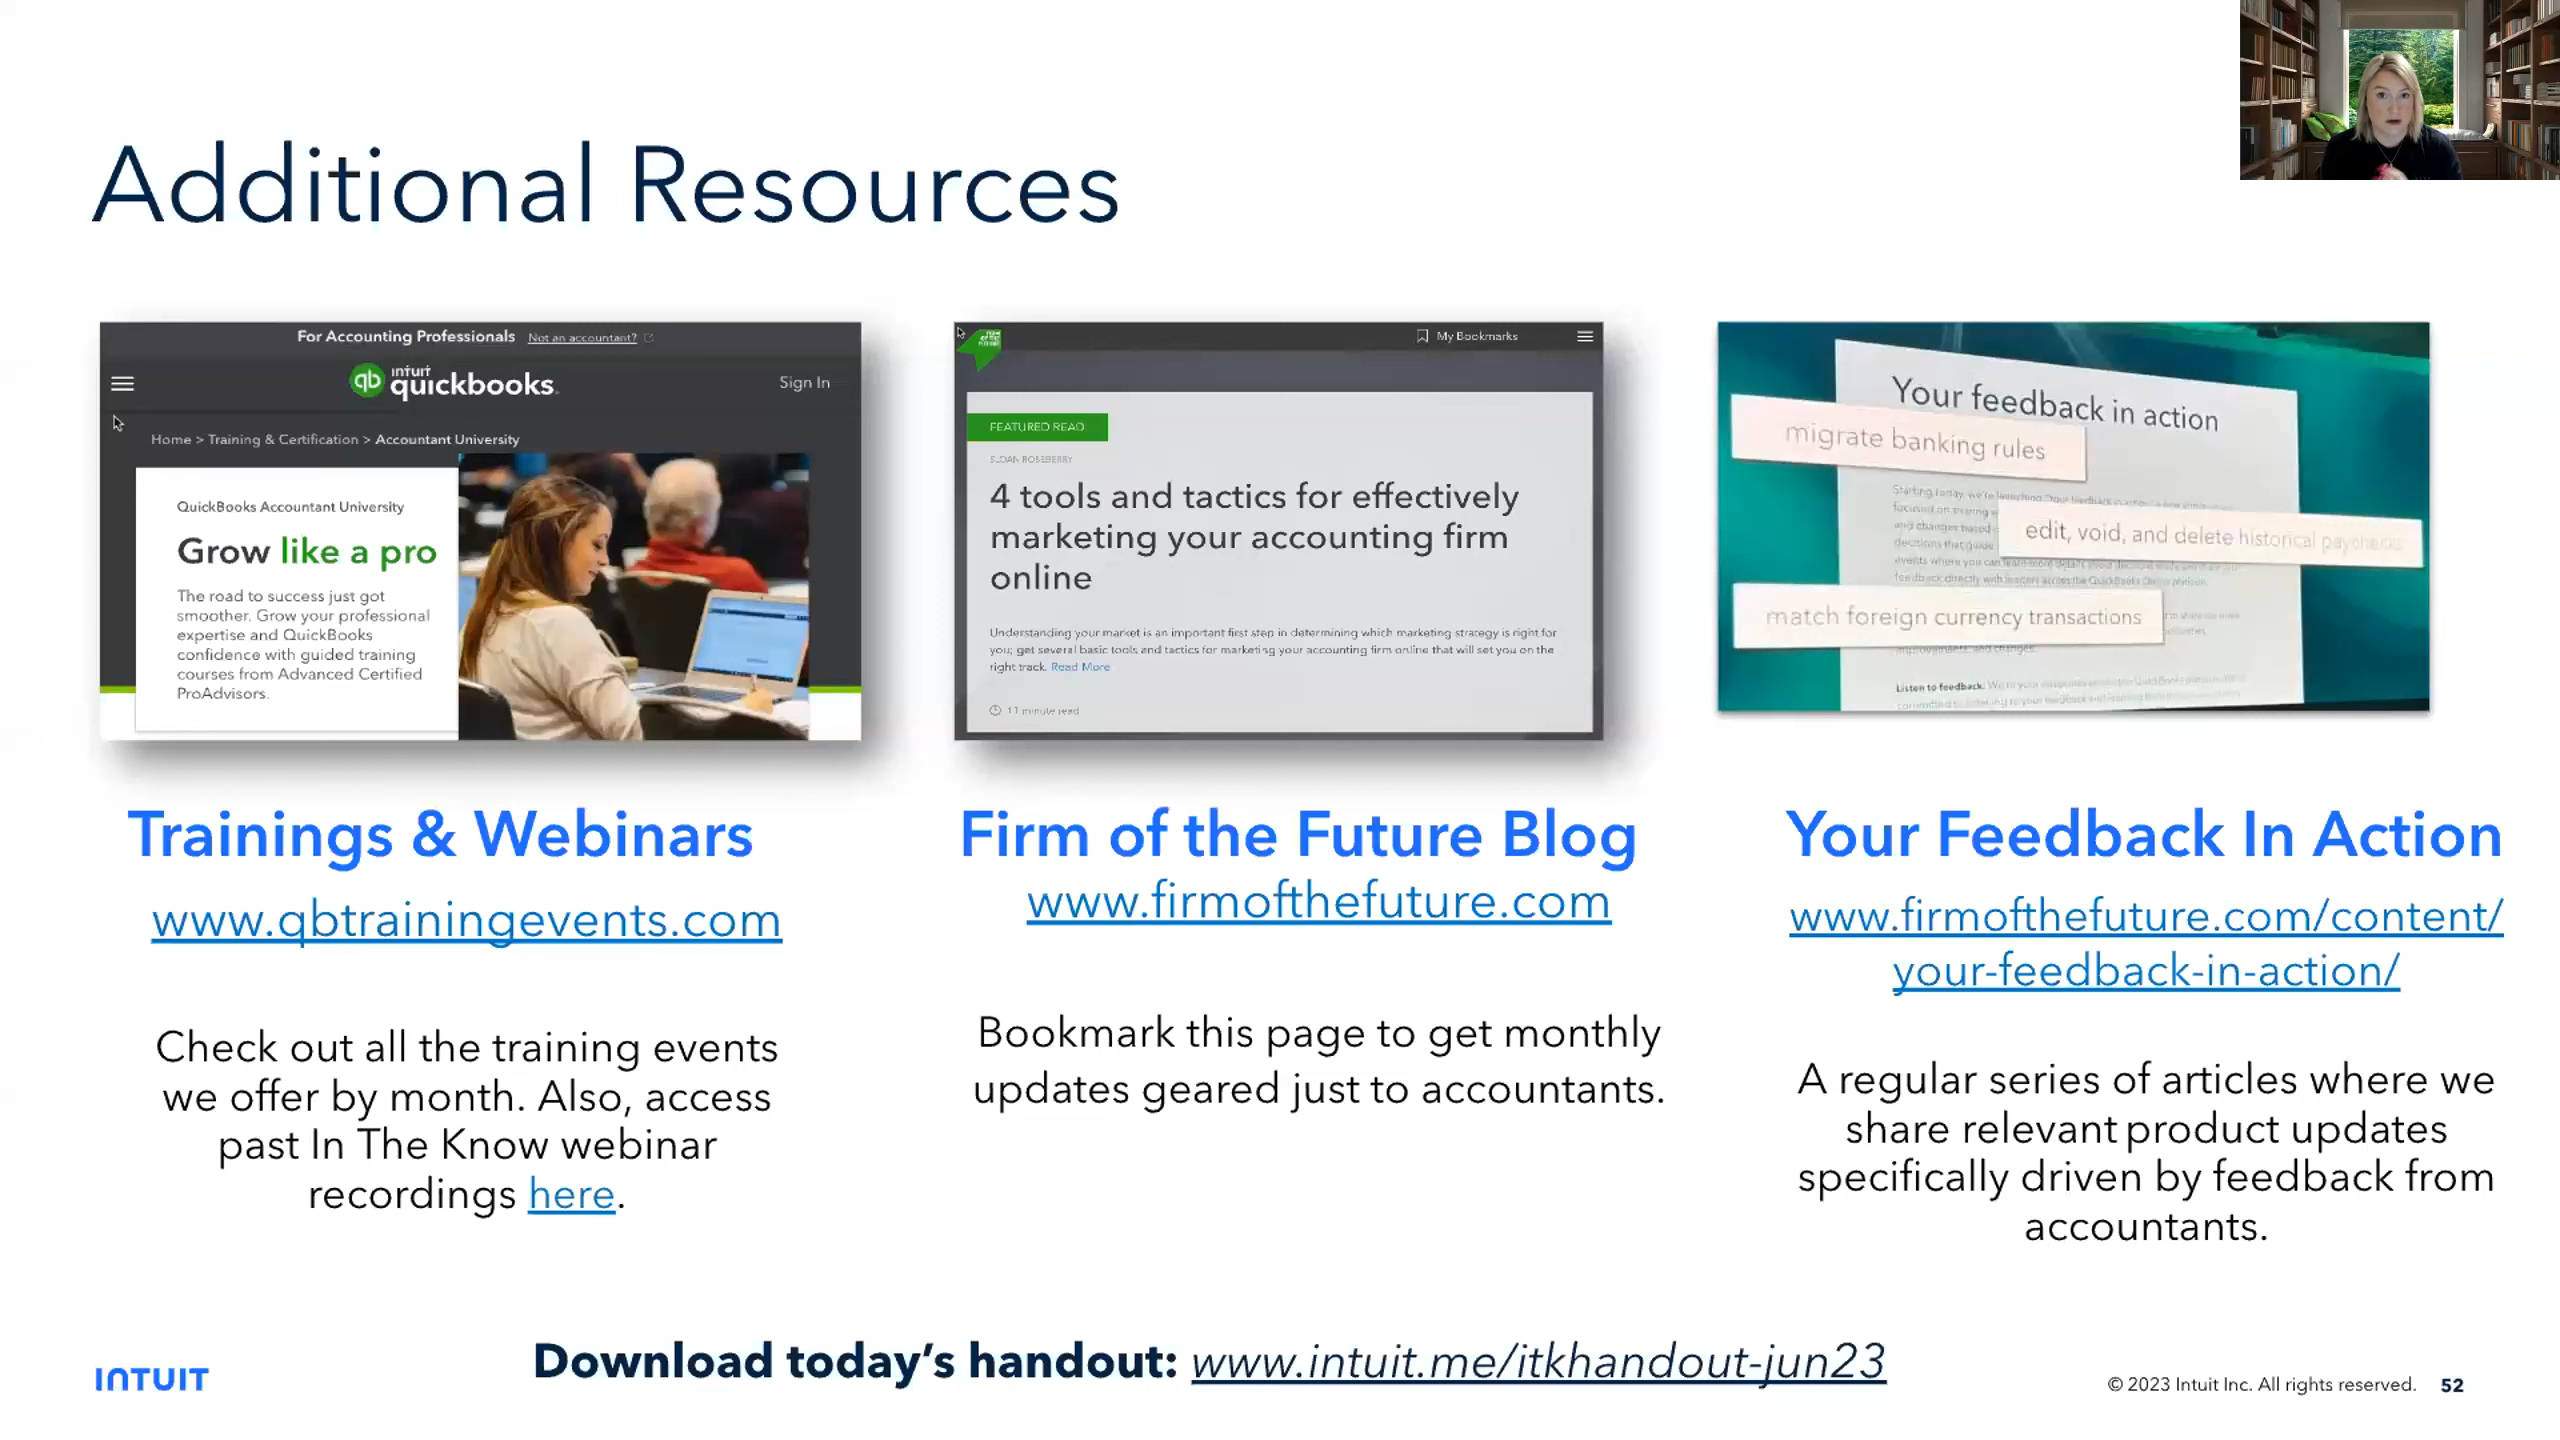 Additional Resources
For Accounting Professionals Not an accountant?
intuit
qb quickbooks.
Sign In
Home > Training & Certification > Accountant University
QuickBooks Accountant University
Grow like a pro
The road to success just got
smoother. Grow your professional
expertise and QuickBooks
confidence with guided training
courses from Advanced Certified
ProAdvisors.
My Bookmarks
FEATURED READ
SLOAN ROSEBERRY
4 tools and tactics for effectively
marketing your accounting firm
online
Understanding your market is an important first step in determining which marketing strategy is right for
you; get several basic tools and tactics for marketing your accounting firm online that will set you on the
right track. Read More
11 minute read
Your feedback in action
migrate banking rules
edit, void, and delete historical paychecks
match foreign currency transactions
Listen to feedback.
Trainings & Webinars
www.qbtrainingevents.com
Check out all the training events
we offer by month. Also, access
past In The Know webinar
recordings here.
Firm of the Future Blog
www.firmofthefuture.com
Bookmark this page to get monthly
updates geared just to accountants.
Your Feedback In Action
www.firmofthefuture.com/content/
your-feedback-in-action/
A regular series of articles where we
share relevant product updates
specifically driven by feedback from
accountants.
Download today's handout: www.intuit.me/itkhandout-jun23
INTUIT
© 2023 Intuit Inc. All rights reserved. 52